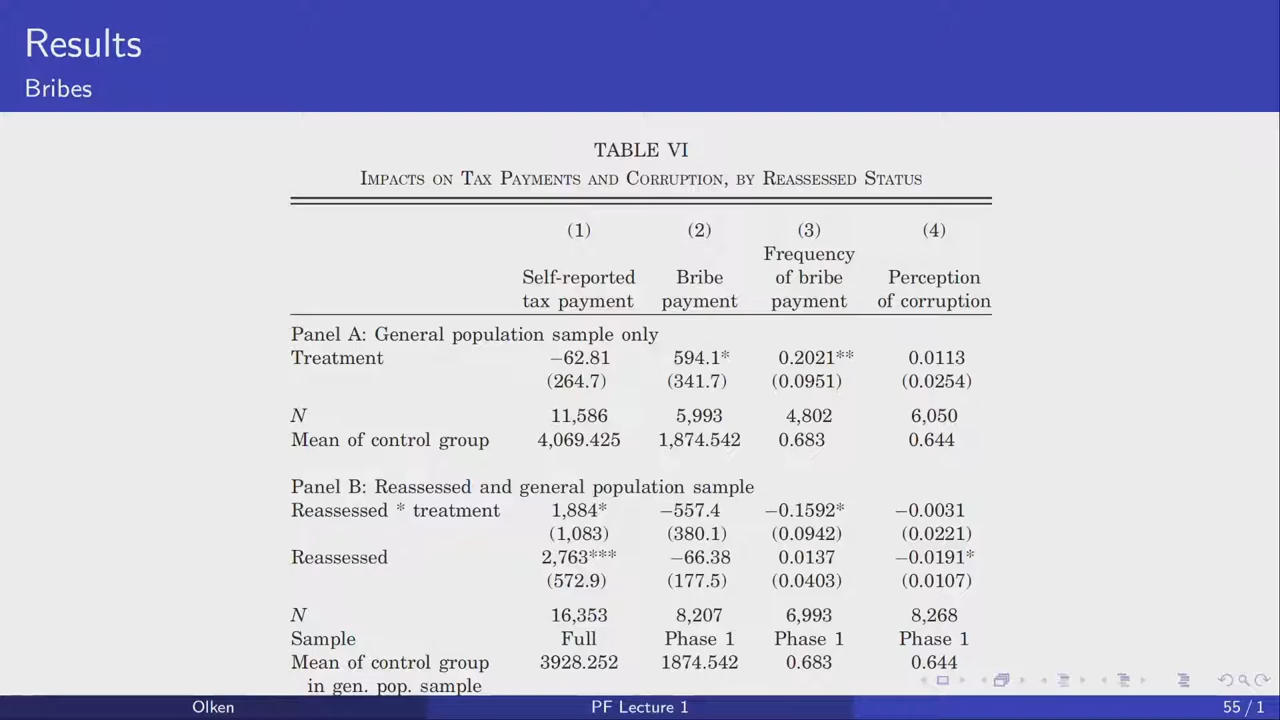 Results
Bribes
TABLE VI
Impacts on Tax Payments and Corruption, by Reassessed Status
(1) (2) (3) (4)
Frequency
Self-reported Bribe of bribe Perception
tax payment payment payment of corruption
Panel A: General population sample only
Treatment −62.81 594.1* 0.2021** 0.0113
(264.7) (341.7) (0.0951) (0.0254)
N 11,586 5,993 4,802 6,050
Mean of control group 4,069.425 1,874.542 0.683 0.644
Panel B: Reassessed and general population sample
Reassessed * treatment 1,884* −557.4 −0.1592* −0.0031
(1,083) (380.1) (0.0942) (0.0221)
Reassessed 2,763*** −66.38 0.0137 −0.0191*
(572.9) (177.5) (0.0403) (0.0107)
N 16,353 8,207 6,993 8,268
Sample Full Phase 1 Phase 1 Phase 1
Mean of control group 3928.252 1874.542 0.683 0.644
in gen. pop. sample
Olken PF Lecture 1 55 / 1